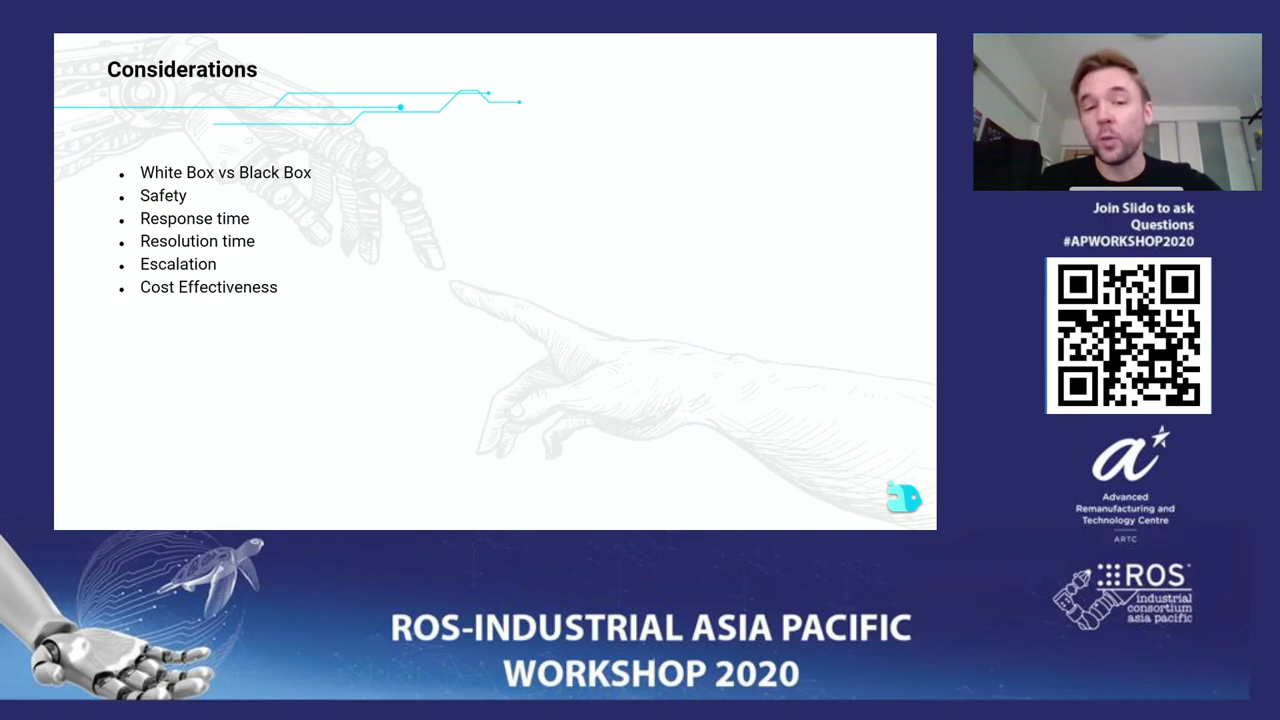 Considerations
White Box vs Black Box
Safety
Response time
Resolution time
Escalation
Cost Effectiveness
Join Slido to ask
Questions
#APWORKSHOP2020
a
Advanced
Remanufacturing and
Technology Centre
ARTC
ROS
industrial
consortium
asia pacific
ROS-INDUSTRIAL ASIA PACIFIC
WORKSHOP 2020